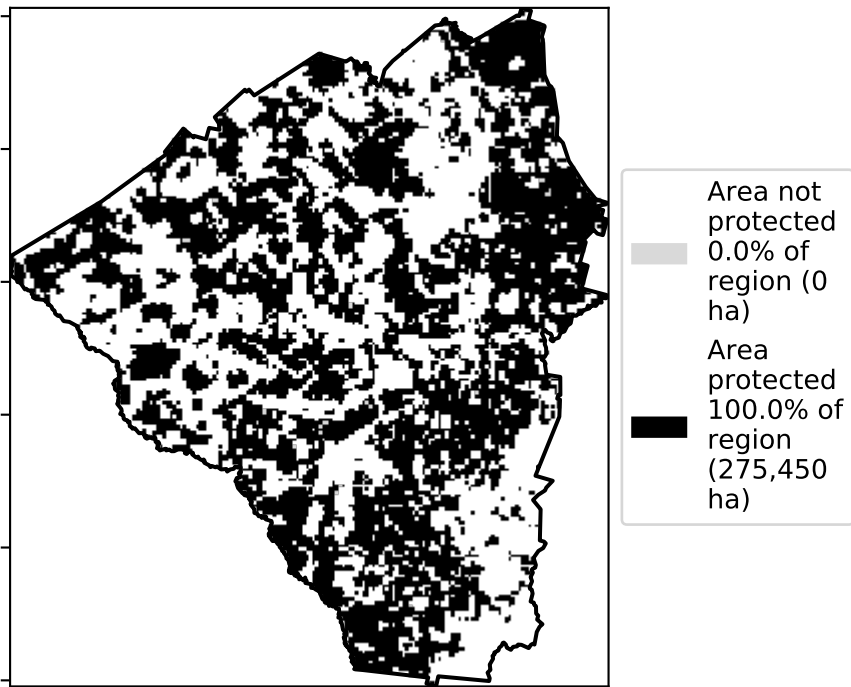 Area not
protected
0.0% of
region (0
ha)
Area
protected
100.0% of
region
(275,450
ha)